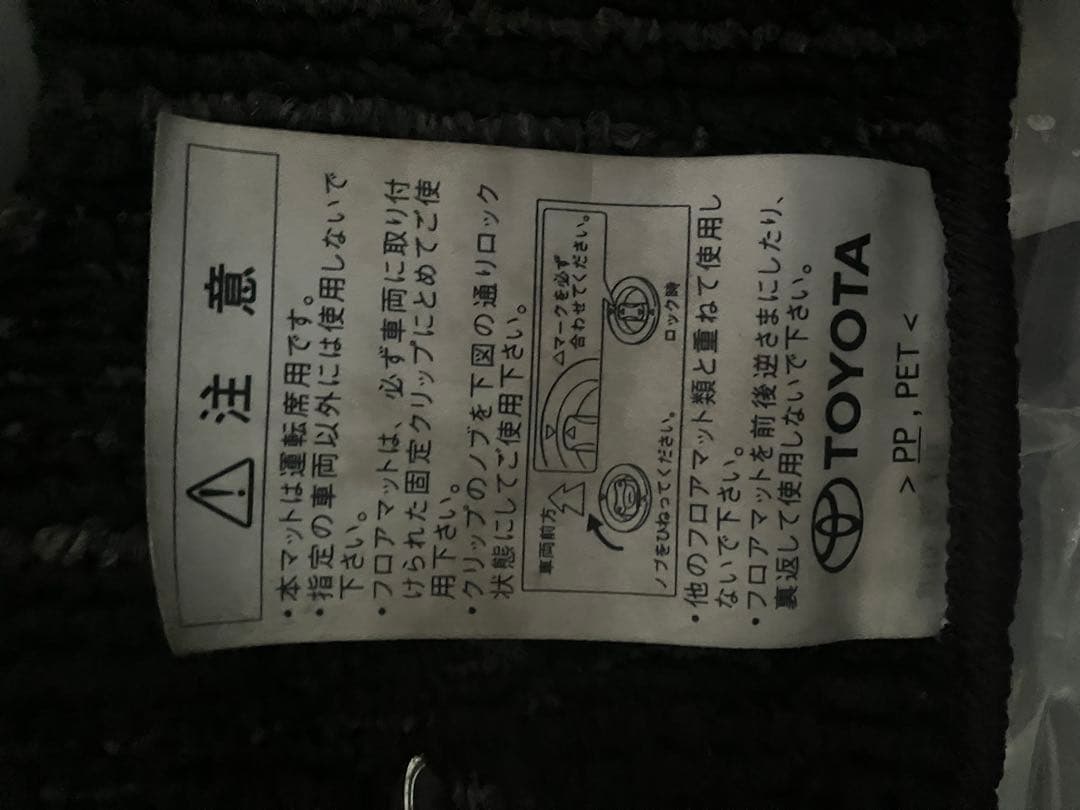 注意
・本マットは運転席用です。
・指定の車両以外には使用しないで
下さい。
・フロアマットは、必ず車両に取り付
けられた固定クリップにとめてご使
用下さい。
・クリップのノブを下図の通りロック
状態にしてご使用下さい。
車両前方
△マークを必ず
合わせてください。
ノブをひねってください。
ロック時
・他のフロアマット類と重ねて使用し
ないで下さい。
・フロアマットを前後逆さまにしたり、
裏返して使用しないで下さい。
TOYOTA
>PP,PET<